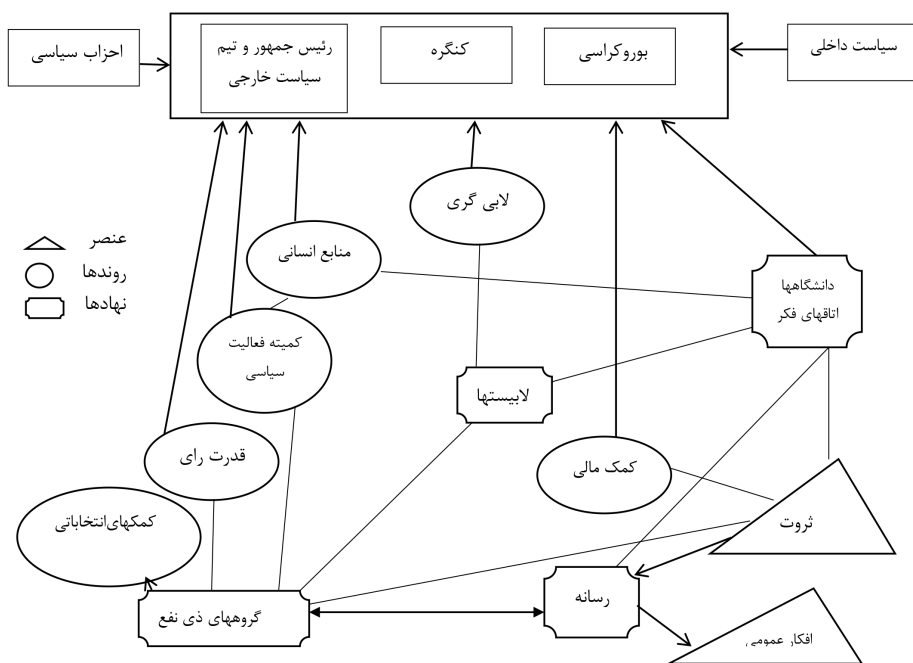 سیاست داخلی
بوروکراسی
کنگره
رئیس جمهور و تیم
سیاست خارجی
احزاب سیاسی
لابی گری
منابع انسانی
عنصر
روندها
نهادها
دانشگاهها
اتاقهای فکر
کمیته فعالیت
سیاسی
لابیستها
قدرت رای
کمک مالی
ثروت
کمکهای‌انتخاباتی
رسانه
گروههای ذی نفع
افکار عمومی